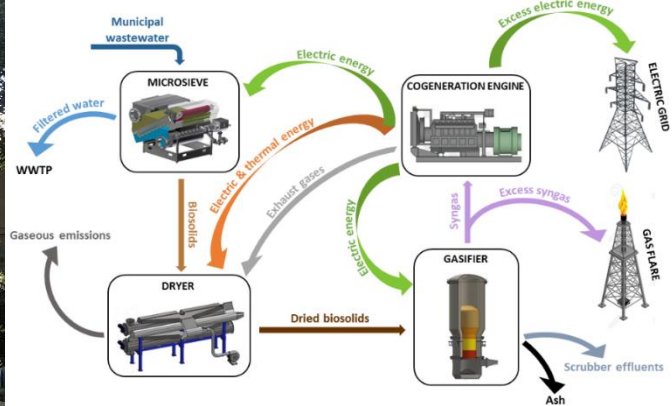 Municipal
wastewater
MICROSIEVE
Filtered water
WWTP
Biosolids
Electric energy
Electric & thermal energy
Exhaust gases
COGENERATION ENGINE
Excess electric energy
ELECTRIC GRID
Electric energy
Syngas
Excess syngas
GAS FLARE
Gaseous emissions
DRYER
Dried biosolids
GASIFIER
Scrubber effluents
Ash